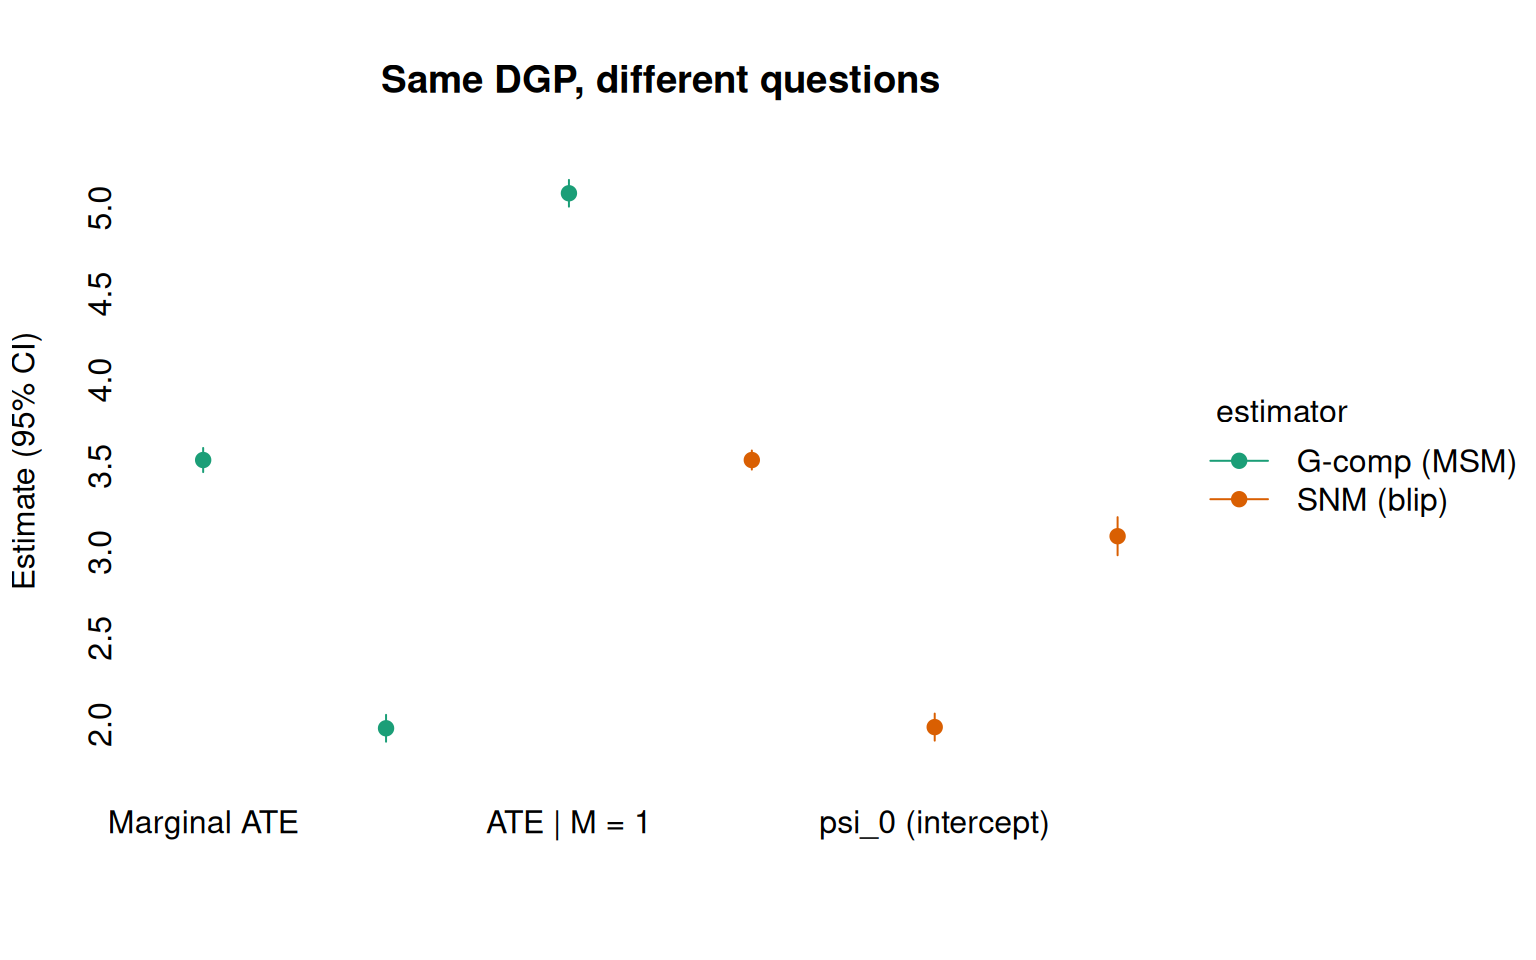 Same DGP, different questions
Estimate (95% CI)
5.0
4.5
4.0
3.5
3.0
2.5
2.0
Marginal ATE
ATE | M = 1
psi_0 (intercept)
estimator
G-comp (MSM)
SNM (blip)